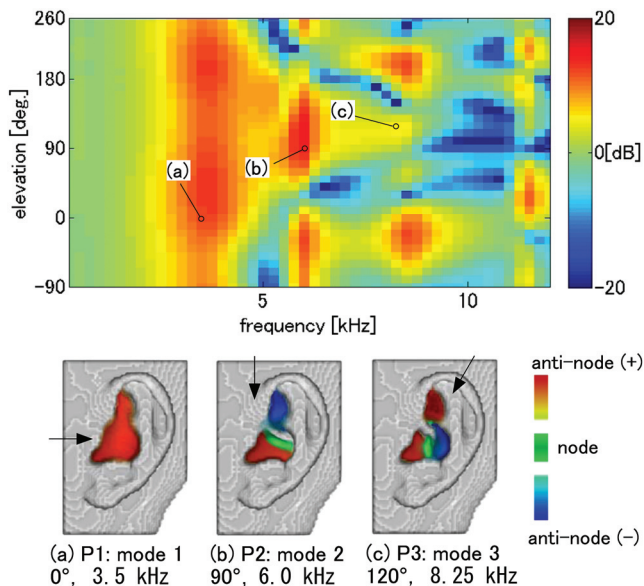 260
180
90
0
-90
elevation [deg.]
(a)
(b)
(c)
5
10
frequency [kHz]
20
0[dB]
-20
anti-node (+)
node
anti-node (-)
(a) P1: mode 1
0°, 3.5 kHz
(b) P2: mode 2
90°, 6.0 kHz
(c) P3: mode 3
120°, 8.25 kHz